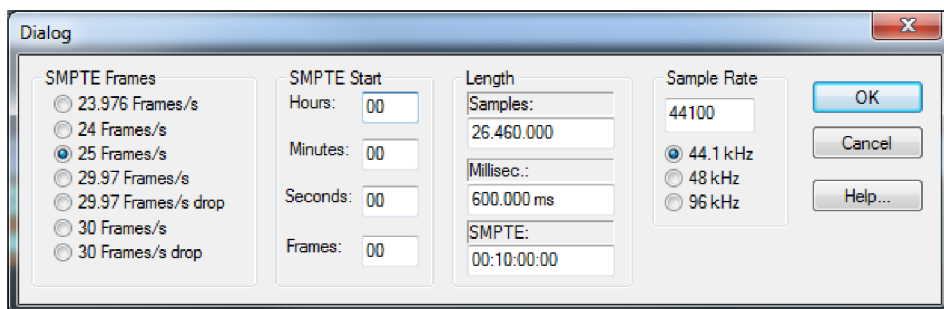 Dialog
SMPTE Frames
23.976 Frames/s
24 Frames/s
25 Frames/s
29.97 Frames/s
29.97 Frames/s drop
30 Frames/s
30 Frames/s drop
SMPTE Start
Hours: 00
Minutes: 00
Seconds: 00
Frames: 00
Length
Samples:
26.460.000
Millisec.:
600.000 ms
SMPTE:
00:10:00:00
Sample Rate
44100
44.1 kHz
48 kHz
96 kHz
OK
Cancel
Help...